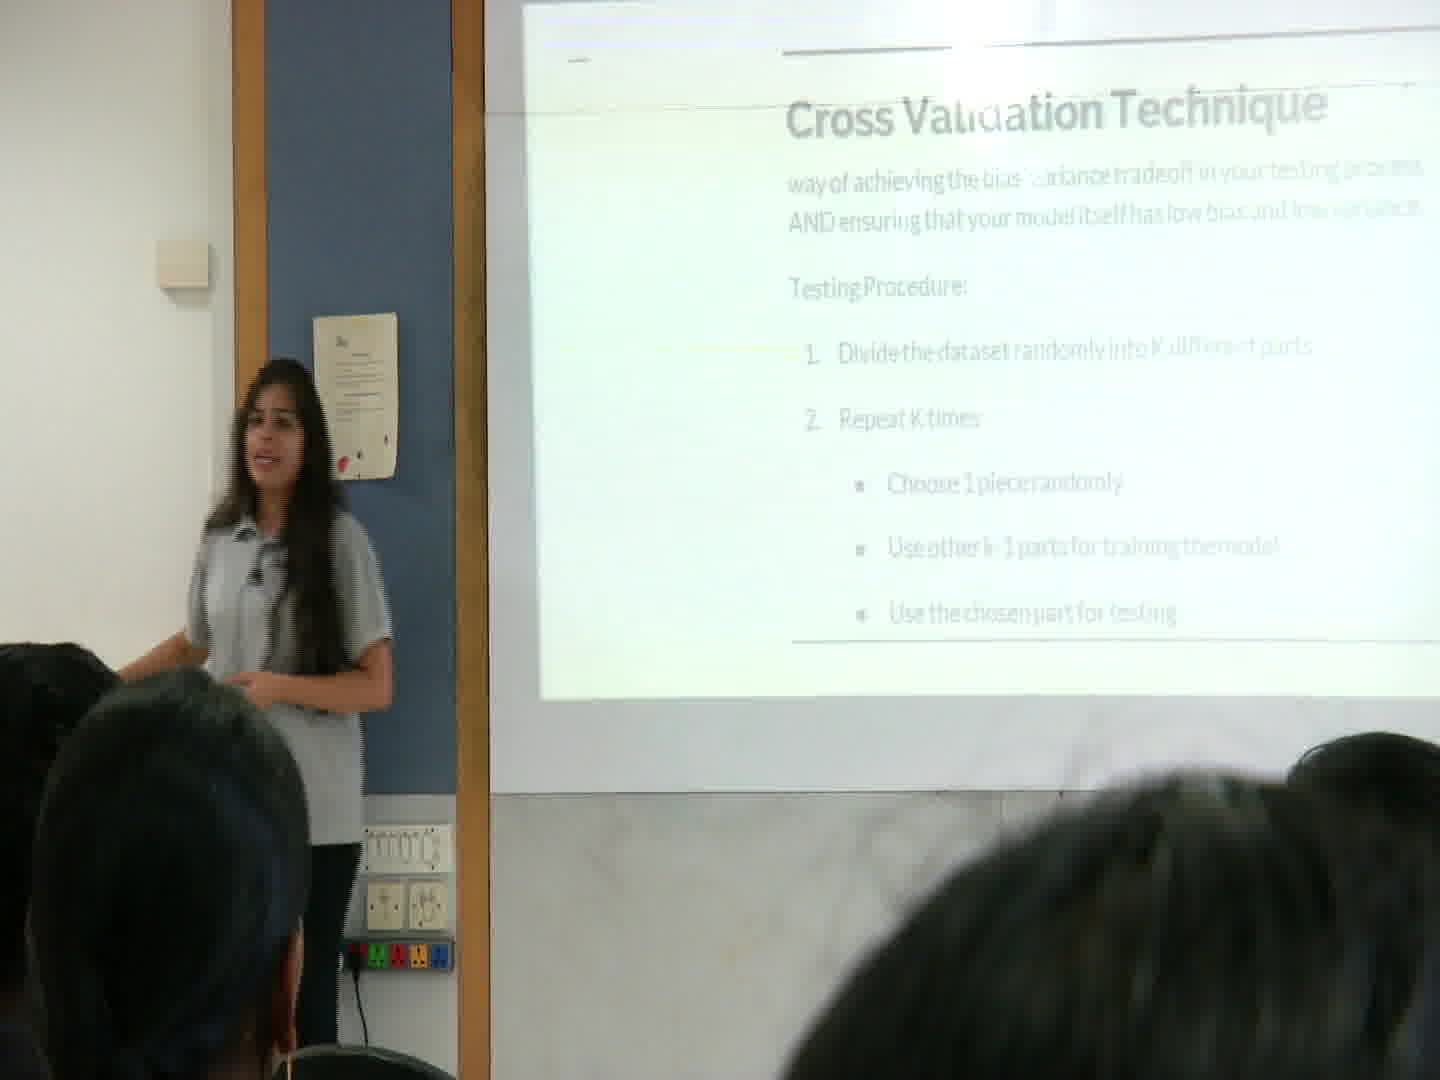 Cross Validation Technique
way of achieving the bias variance tradeoff in your testing process
AND ensuring that your model itself has low bias and low variance.
Testing Procedure:
1. Divide the dataset randomly into K different parts
2. Repeat K times
Choose 1 piece randomly
Use other k-1 parts for training the model
Use the chosen part for testing